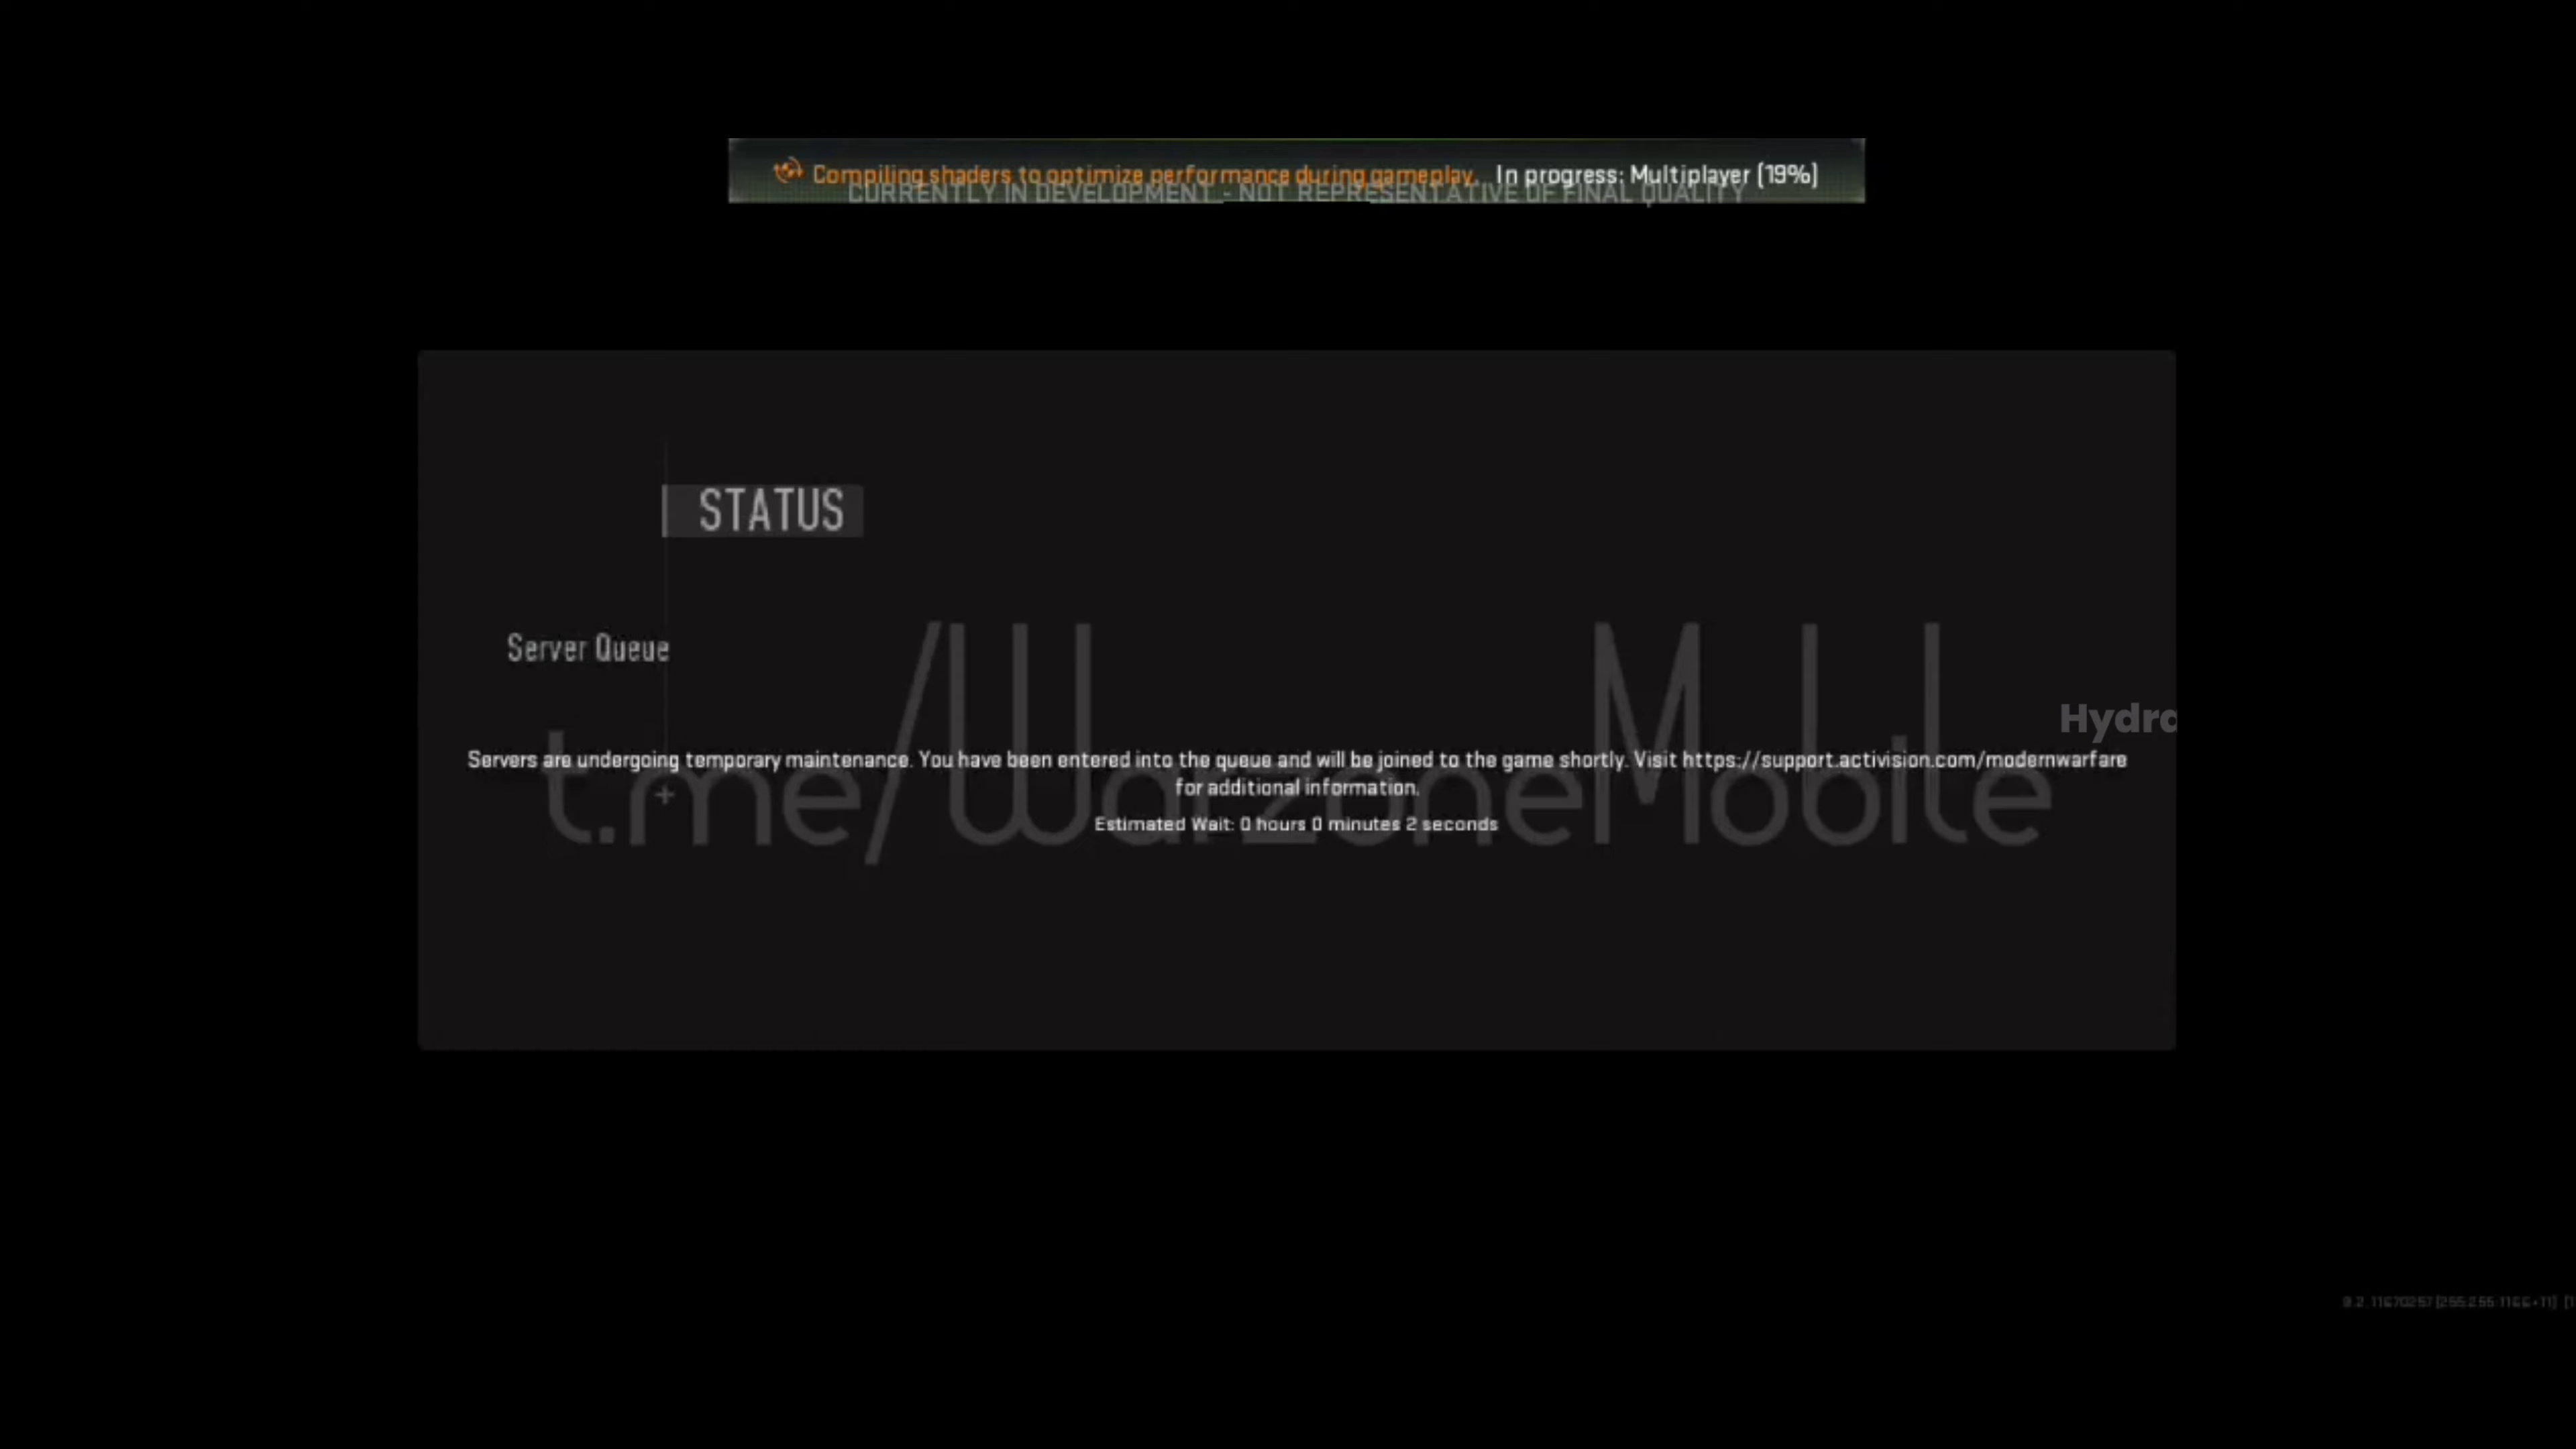 Compiling shaders to optimize performance during gameplay. In progress: Multiplayer (19%)
CURRENTLY IN DEVELOPMENT - NOT REPRESENTATIVE OF FINAL QUALITY
STATUS
Server Queue
t.me/WarzoneMobile
Hydra
Servers are undergoing temporary maintenance. You have been entered into the queue and will be joined to the game shortly. Visit https://support.activision.com/modernwarfare
for additional information.
Estimated Wait: 0 hours 0 minutes 2 seconds